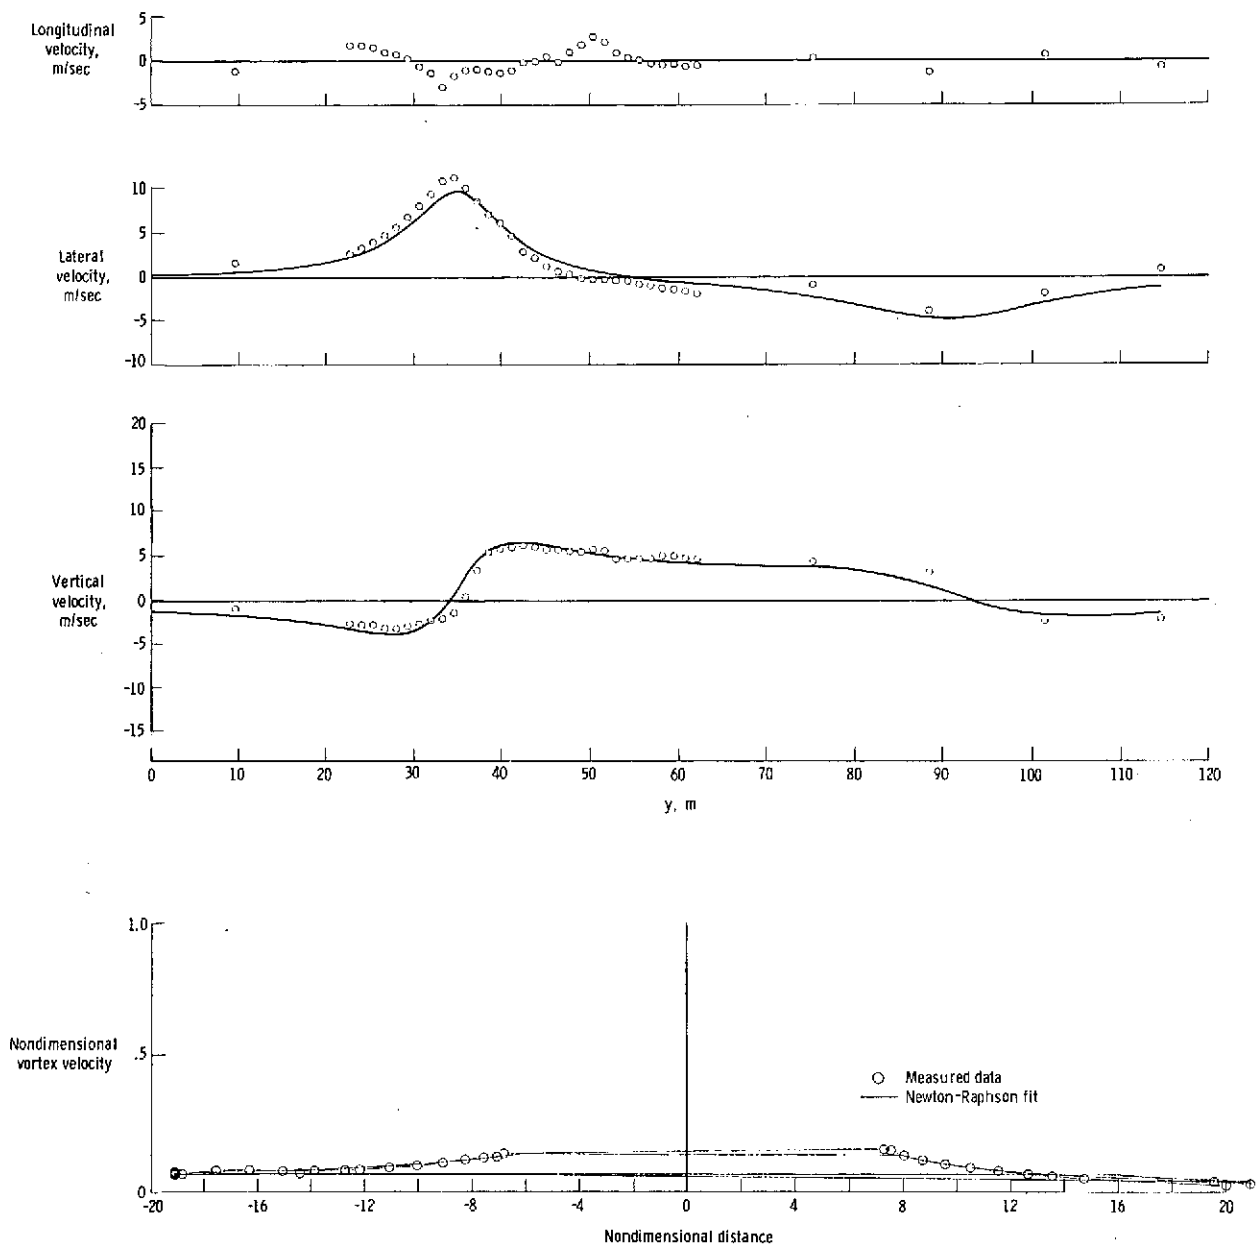 Longitudinal
velocity,
m/sec
5
0
-5
Lateral
velocity,
m/sec
10
5
0
-5
-10
Vertical
velocity,
m/sec
20
15
10
5
0
-5
-10
-15
0 10 20 30 40 50 60 70 80 90 100 110 120
y, m
Nondimensional
vortex velocity
1.0
.5
0
Measured data
Newton-Raphson fit
-20 -16 -12 -8 -4 0 4 8 12 16 20
Nondimensional distance